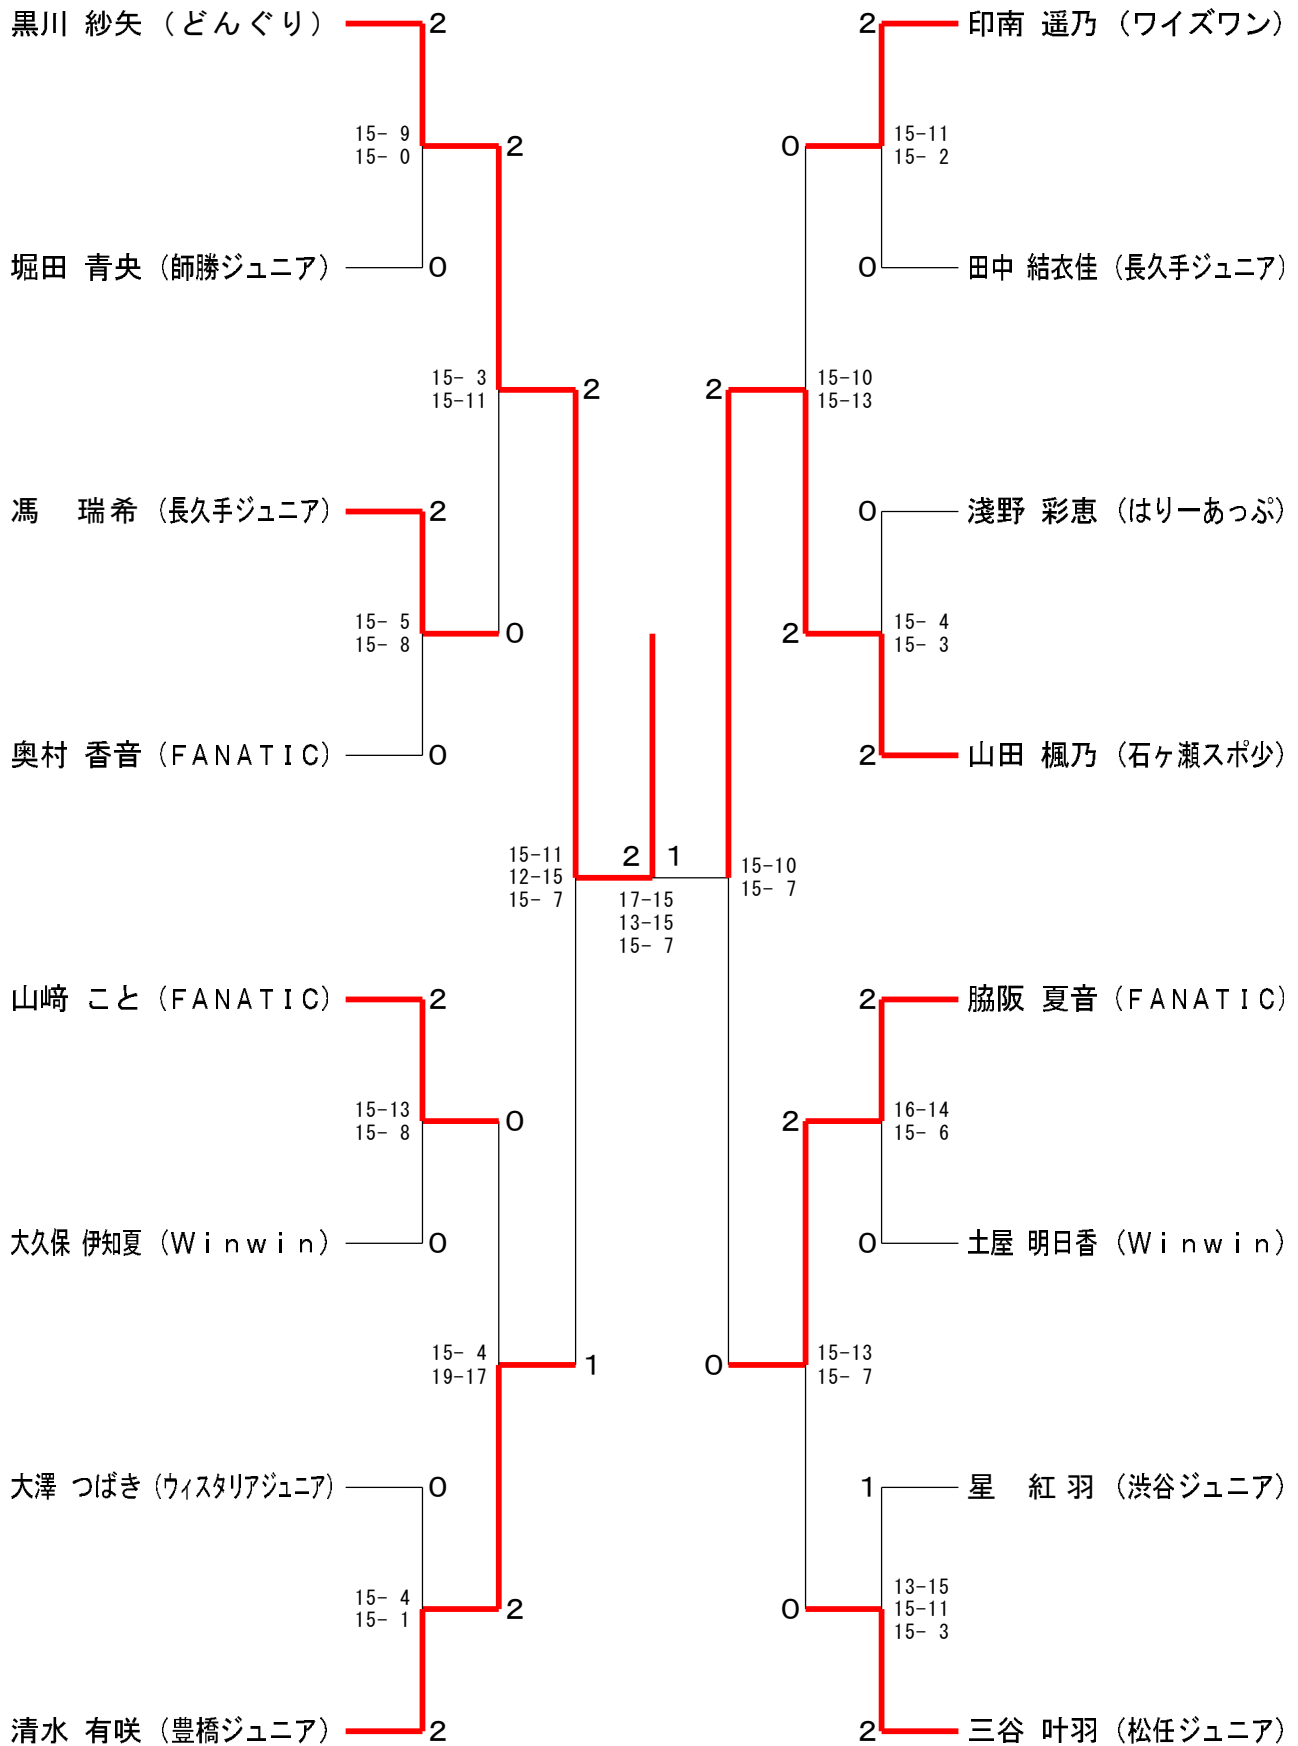 黒川 紗矢 （どんぐり） 2
2 印南 遥乃 （ワイズワン）
15- 9
15- 0
2
0
15-11
15- 2
堀田 青央 （師勝ジュニア） 0
0 田中 結衣佳 （長久手ジュニア）
15- 3
15-11
2
2
15-10
15-13
馮 瑞希 （長久手ジュニア） 2
0 淺野 彩恵 （はりーあっぷ）
15- 5
15- 8
0
2
15- 4
15- 3
奥村 香音 （ＦＡＮＡＴＩＣ） 0
2 山田 楓乃 （石ヶ瀬スポ少）
15-11
12-15
15- 7
2 1
17-15
13-15
15- 7
15-10
15- 7
山﨑 こと （ＦＡＮＡＴＩＣ） 2
2 脇阪 夏音 （ＦＡＮＡＴＩＣ）
15-13
15- 8
0
2
16-14
15- 6
大久保 伊知夏 （Ｗｉｎｗｉｎ） 0
0 土屋 明日香 （Ｗｉｎｗｉｎ）
15- 4
19-17
1
0
15-13
15- 7
大澤 つばき （ウィスタリアジュニア） 0
1 星 紅羽 （渋谷ジュニア）
15- 4
15- 1
2
0
13-15
15-11
15- 3
清水 有咲 （豊橋ジュニア） 2
2 三谷 叶羽 （松任ジュニア）